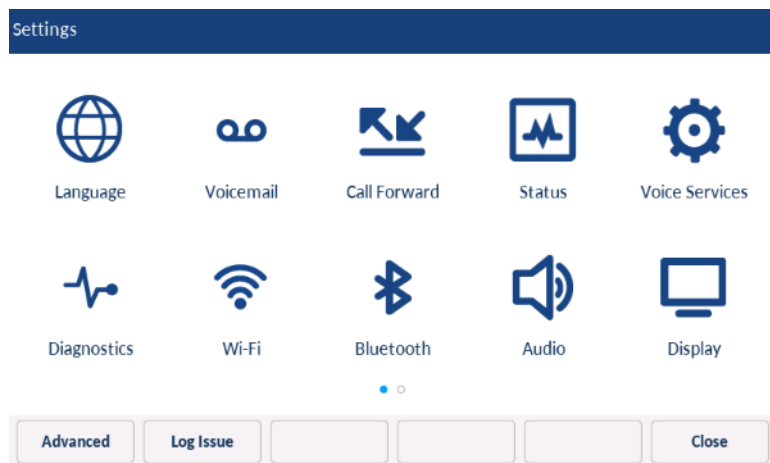 Settings
Language Voicemail Call Forward Status Voice Services
Diagnostics Wi-Fi Bluetooth Audio Display
Advanced Log Issue Close